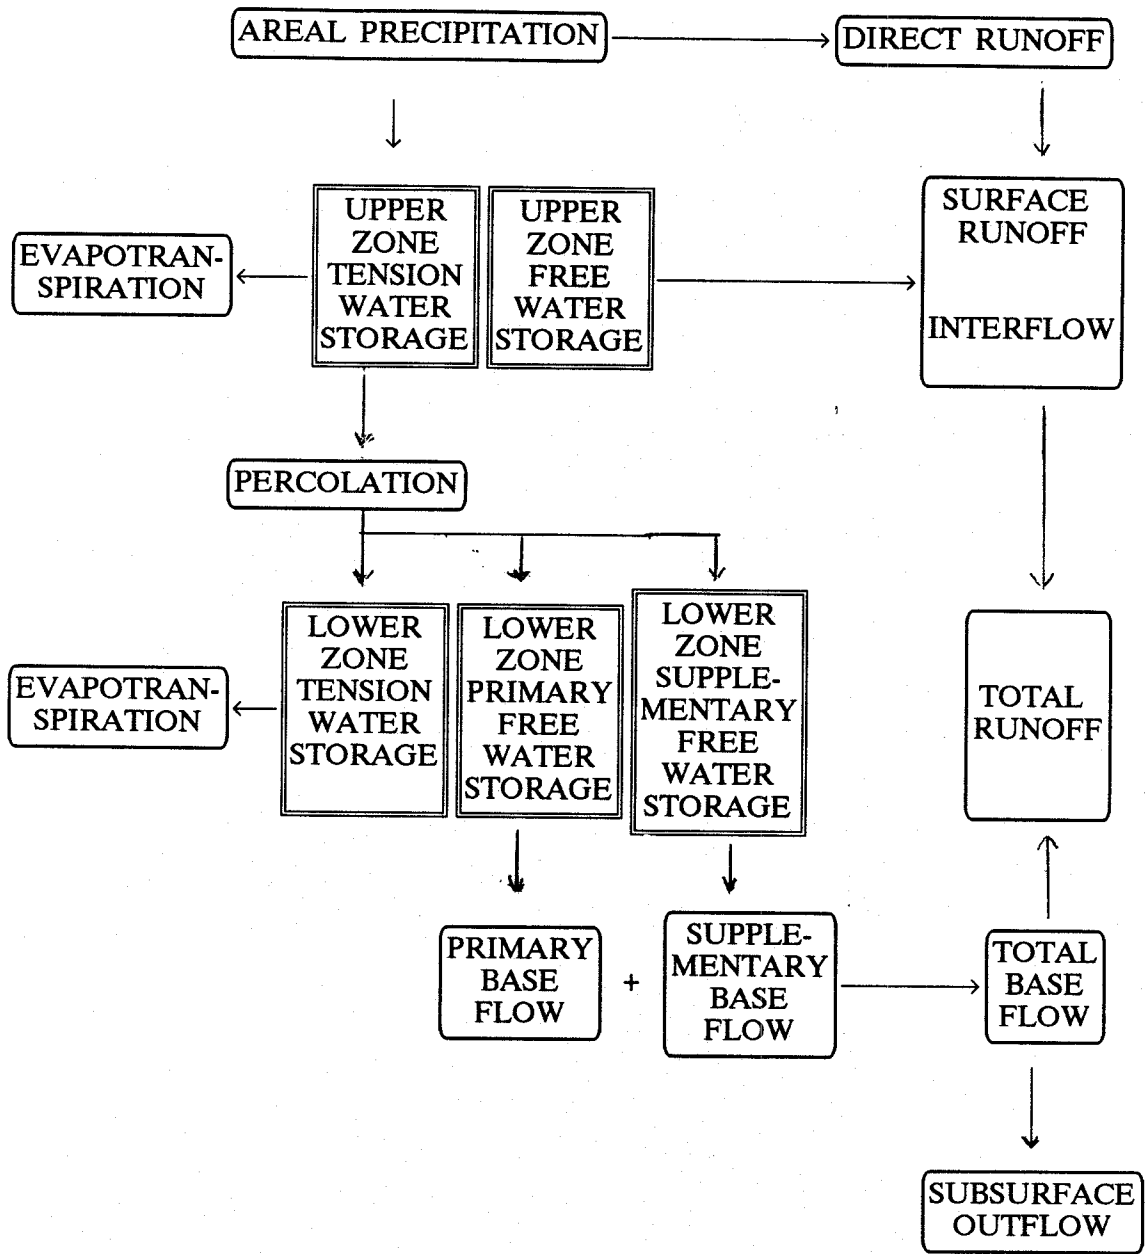 AREAL PRECIPITATION
DIRECT RUNOFF
UPPER
ZONE
TENSION
WATER
STORAGE
UPPER
ZONE
FREE
WATER
STORAGE
SURFACE
RUNOFF
INTERFLOW
EVAPOTRAN-
SPIRATION
PERCOLATION
LOWER
ZONE
TENSION
WATER
STORAGE
LOWER
ZONE
PRIMARY
FREE
WATER
STORAGE
LOWER
ZONE
SUPPLE-
MENTARY
FREE
WATER
STORAGE
EVAPOTRAN-
SPIRATION
TOTAL
RUNOFF
PRIMARY
BASE
FLOW
+
SUPPLE-
MENTARY
BASE
FLOW
TOTAL
BASE
FLOW
SUBSURFACE
OUTFLOW